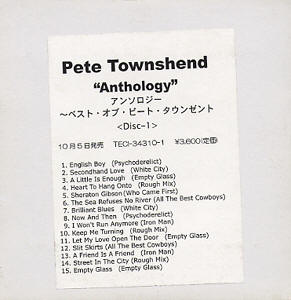 Pete Townshend
“Anthology”
アンソロジー
～ベスト・オブ・ピート・タウンゼント
<Disc-1>
10月5日発売 TECI-34310-1 ¥3,600(定価)
1. English Boy (Psychoderelict)
2. Secondhand Love (White City)
3. A Little Is Enough (Empty Glass)
4. Heart To Hang Onto (Rough Mix)
5. Sheraton Gibson (Who Came First)
6. The Sea Refuses No River (All The Best Cowboys)
7. Brilliant Blues (White City)
8. Now And Then (Psychoderelict)
9. I Won't Run Anymore (Iron Man)
10. Keep Me Turning (Rough Mix)
11. Let My Love Open The Door (Empty Glass)
12. Slit Skirts (All The Best Cowboys)
13. A Friend Is A Friend (Iron Man)
14. Street In The City (Rough Mix)
15. Empty Glass (Empty Glass)